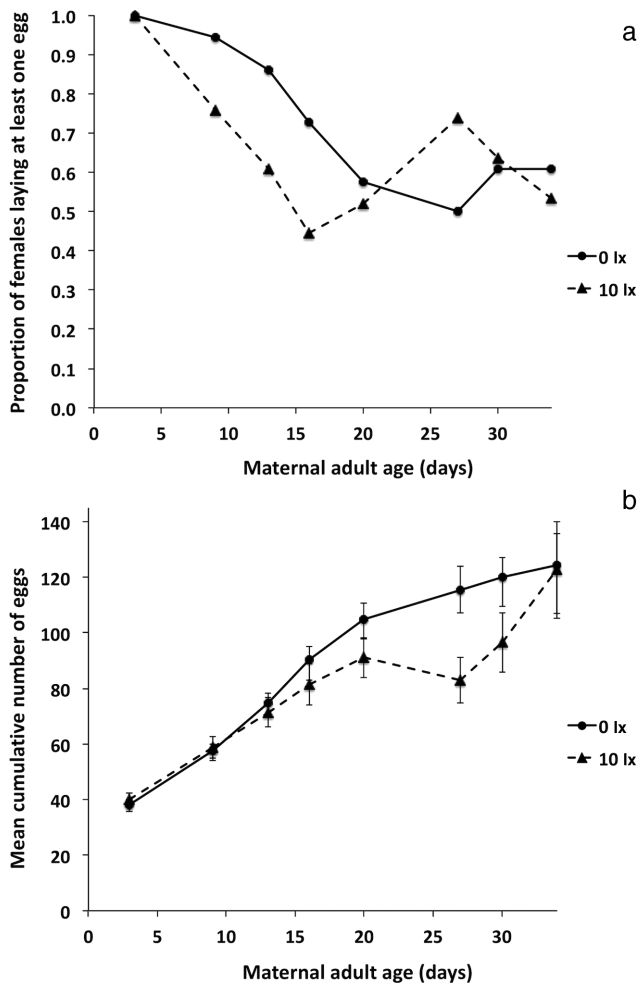 a
Proportion of females laying at least one egg
1.0
0.9
0.8
0.7
0.6
0.5
0.4
0.3
0.2
0.1
0.0
0 5 10 15 20 25 30
Maternal adult age (days)
0 lx
10 lx
b
Mean cumulative number of eggs
140
120
100
80
60
40
20
0
0 5 10 15 20 25 30
Maternal adult age (days)
0 lx
10 lx